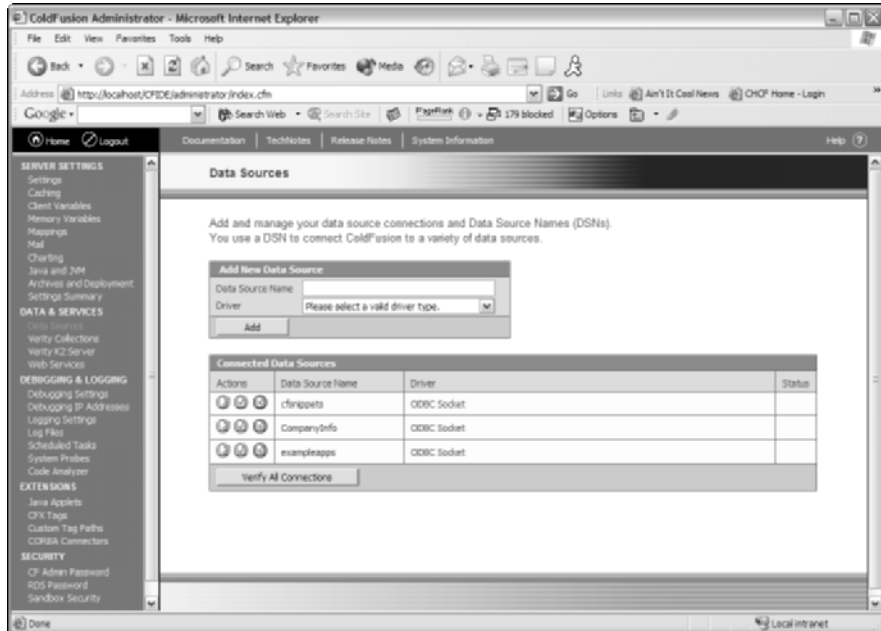 ColdFusion Administrator - Microsoft Internet Explorer
File Edit View Favorites Tools Help
Back Search Favorites Media
Address http://localhost/CFIDE/administrator/index.cfm Go Links Ain't It Cool News CHOF Home - Login
Google Search Web Search Site PageRank 179 blocked Options
Home Logout Documentation TechNotes Release Notes System Information Help
SERVER SETTINGS
Settings
Caching
Client Variables
Memory Variables
Mappings
Mail
Charting
Java and JVM
Archives and Deployment
Settings Summary
DATA & SERVICES
Data Sources
Verity Collections
Verity K2 Server
Web Services
DEBUGGING & LOGGING
Debugging Settings
Debugging IP Addresses
Logging Settings
Log Files
Scheduled Tasks
System Probes
Code Analyzer
EXTENSIONS
Java Applets
CFX Tags
Custom Tag Paths
CORBA Connectors
SECURITY
CF Admin Password
RDS Password
Sandbox Security
Data Sources
Add and manage your data source connections and Data Source Names (DSNs).
You use a DSN to connect ColdFusion to a variety of data sources.
Add New Data Source
Data Source Name
Driver Please select a valid driver type.
Add
Connected Data Sources
Actions Data Source Name Driver Status
cfsnippets ODBC Socket
CompanyInfo ODBC Socket
exampleapps ODBC Socket
Verify All Connections
Done Local intranet